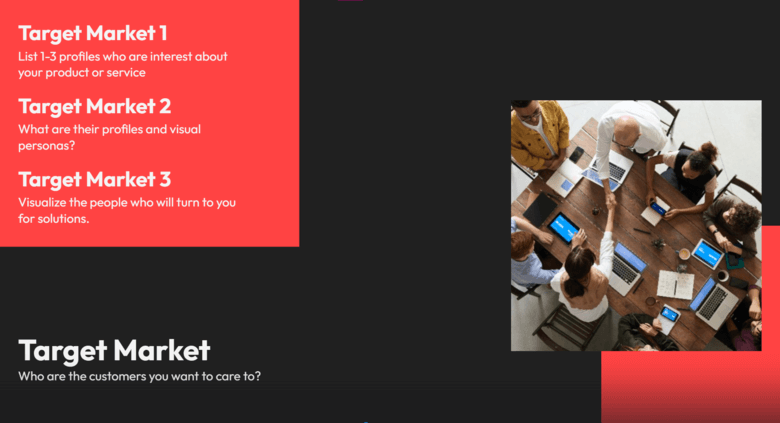 Target Market 1
List 1-3 profiles who are interest about
your product or service
Target Market 2
What are their profiles and visual
personas?
Target Market 3
Visualize the people who will turn to you
for solutions.
Target Market
Who are the customers you want to care to?